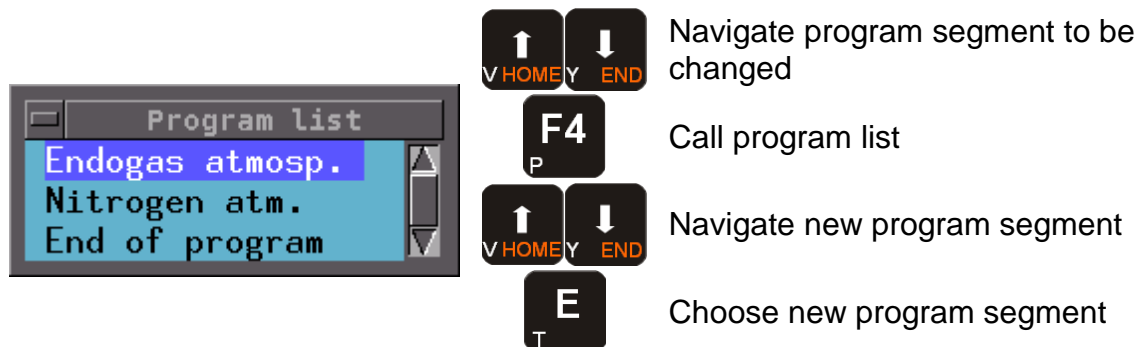 Program list
Endogas atmosp.
Nitrogen atm.
End of program
V HOME Y END
Navigate program segment to be
changed
F4
P
Call program list
V HOME Y END
Navigate new program segment
E
T
Choose new program segment